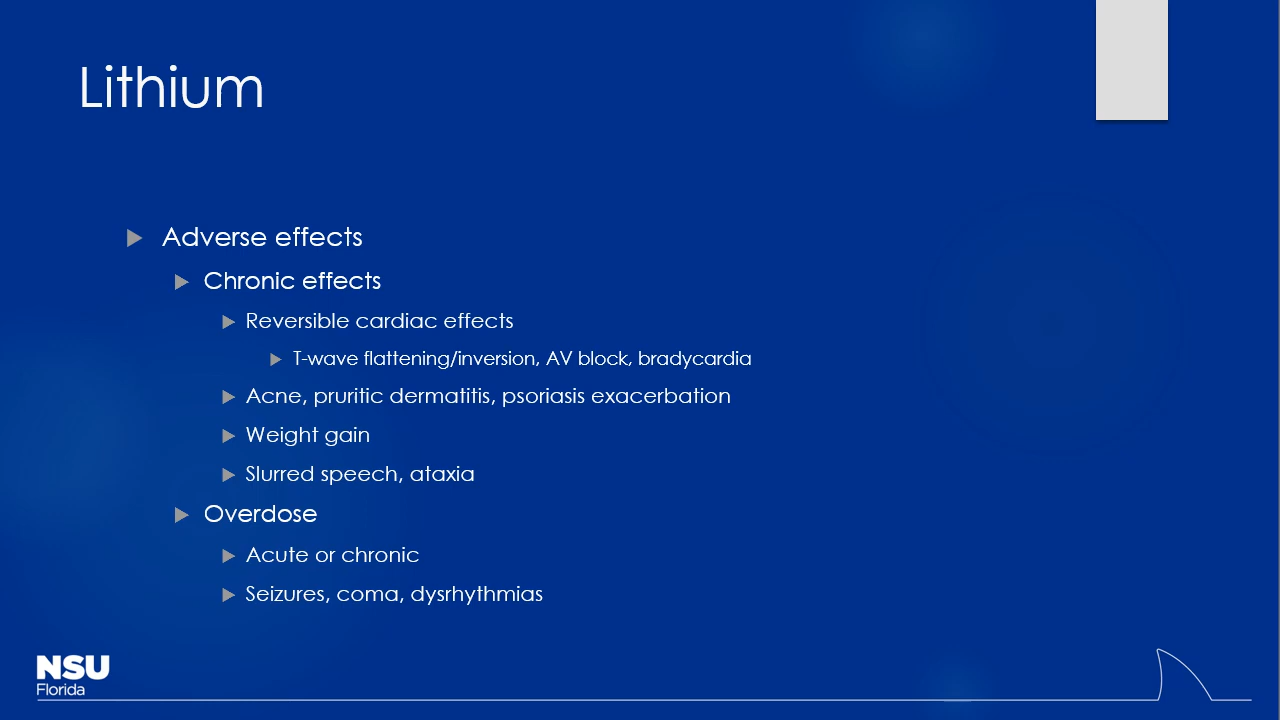 Lithium
Adverse effects
Chronic effects
Reversible cardiac effects
T-wave flattening/inversion, AV block, bradycardia
Acne, pruritic dermatitis, psoriasis exacerbation
Weight gain
Slurred speech, ataxia
Overdose
Acute or chronic
Seizures, coma, dysrhythmias
NSU
Florida